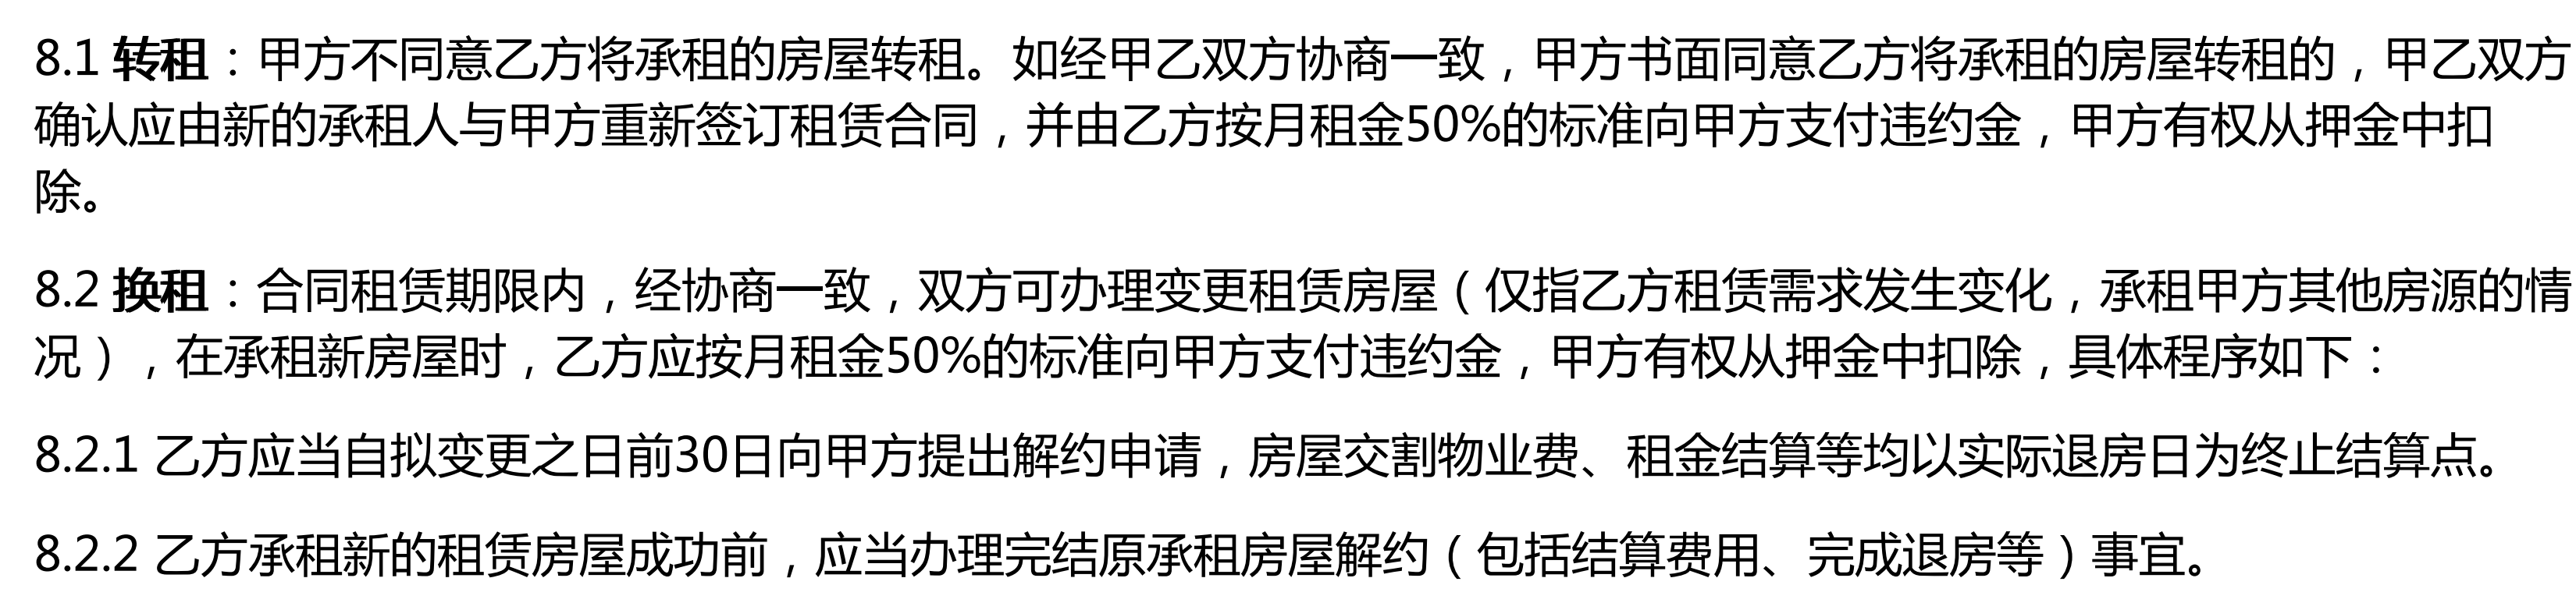 8.1 转租：甲方不同意乙方将承租的房屋转租。如经甲乙双方协商一致，甲方书面同意乙方将承租的房屋转租的，甲乙双方
确认应由新的承租人与甲方重新签订租赁合同，并由乙方按月租金50%的标准向甲方支付违约金，甲方有权从押金中扣
除。
8.2 换租：合同租赁期限内，经协商一致，双方可办理变更租赁房屋（仅指乙方租赁需求发生变化，承租甲方其他房源的情
况），在承租新房屋时，乙方应按月租金50%的标准向甲方支付违约金，甲方有权从押金中扣除，具体程序如下：
8.2.1 乙方应当自拟变更之日前30日向甲方提出解约申请，房屋交割物业费、租金结算等均以实际退房日为终止结算点。
8.2.2 乙方承租新的租赁房屋成功前，应当办理完结原承租房屋解约（包括结算费用、完成退房等）事宜。